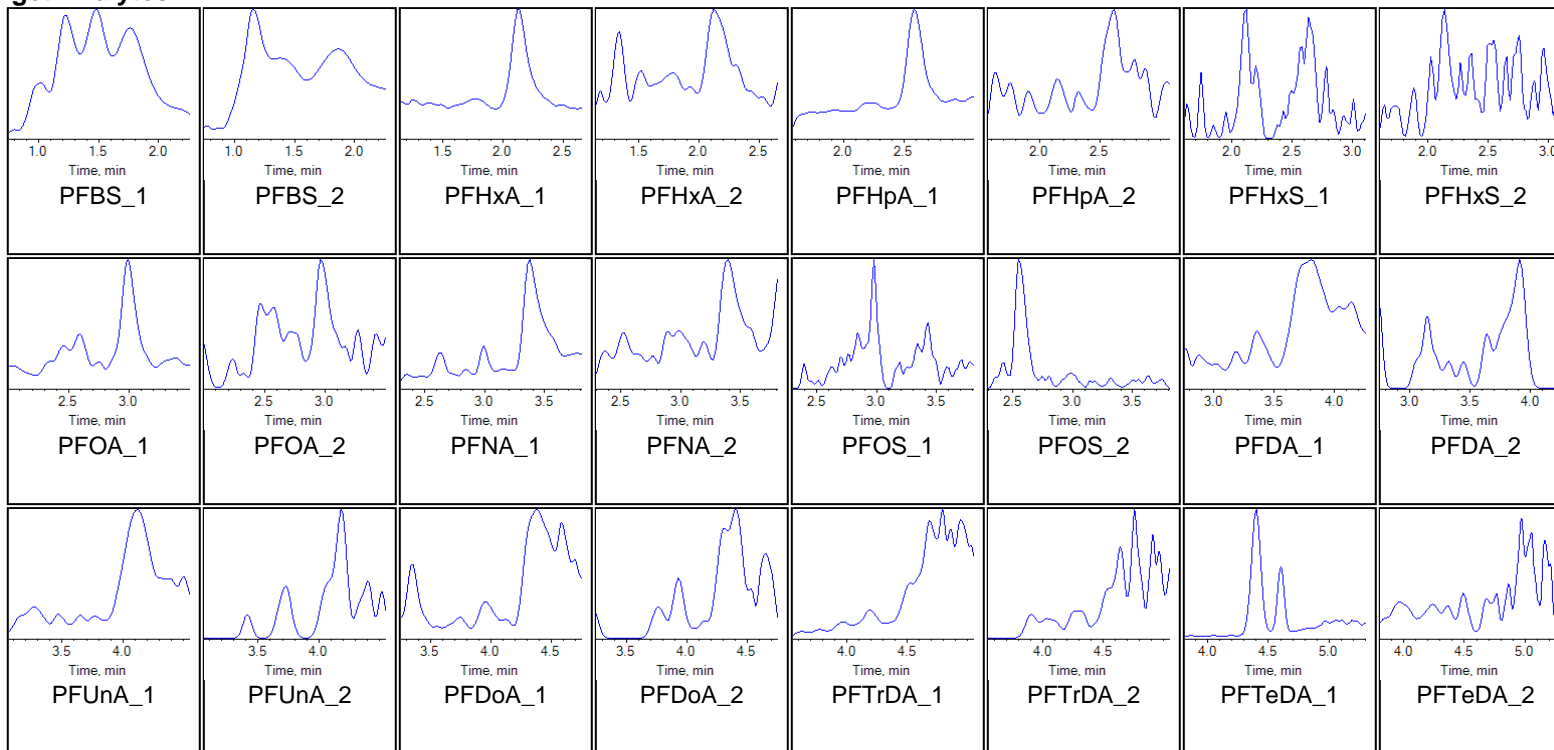 1.0 1.5 2.0 1.0 1.5 2.0 1.5 2.0 2.5 1.5 2.0 2.5 2.0 2.5 3.0 2.0 2.5 3.0 2.0 2.5 3.0 2.0 2.5 3.0
Time, min Time, min Time, min Time, min Time, min Time, min Time, min Time, min
PFBS_1 PFBS_2 PFHxA_1 PFHxA_2 PFHpA_1 PFHpA_2 PFHxS_1 PFHxS_2
2.5 3.0 2.5 3.0 2.5 3.0 3.5 2.5 3.0 3.5 2.5 3.0 3.5 2.5 3.0 3.5 3.0 3.5 4.0 3.0 3.5 4.0
Time, min Time, min Time, min Time, min Time, min Time, min Time, min Time, min
PFOA_1 PFOA_2 PFNA_1 PFNA_2 PFOS_1 PFOS_2 PFDA_1 PFDA_2
3.5 4.0 3.5 4.0 3.5 4.0 4.5 3.5 4.0 4.5 4.0 4.5 4.0 4.5 4.0 4.5 5.0 4.0 4.5 5.0
Time, min Time, min Time, min Time, min Time, min Time, min Time, min Time, min
PFUnA_1 PFUnA_2 PFDoA_1 PFDoA_2 PFTrDA_1 PFTrDA_2 PFTeDA_1 PFTeDA_2